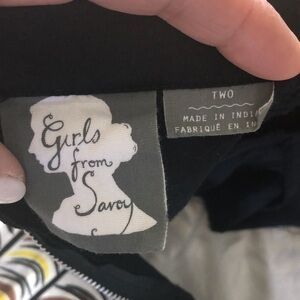 Girls
from
Savoy
TWO
MADE IN INDIA
FABRIQUÉ EN